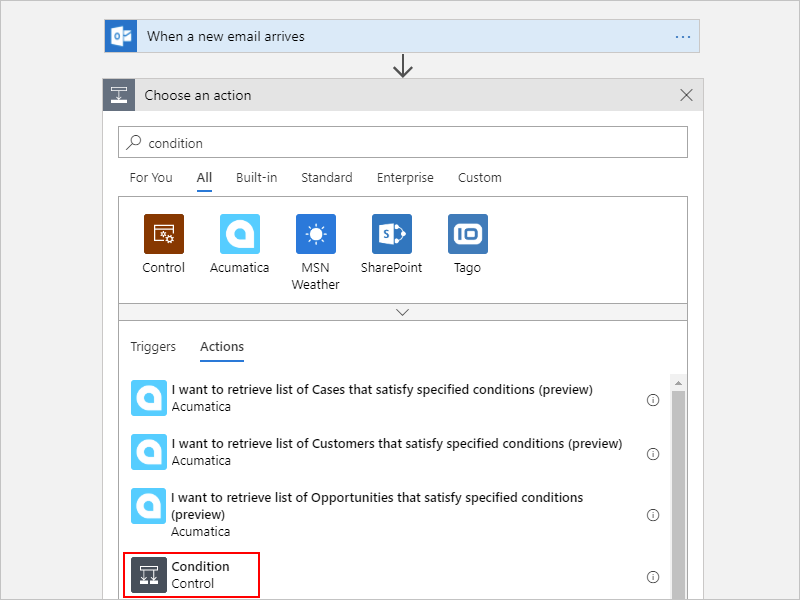 When a new email arrives
Choose an action
condition
For You All Built-in Standard Enterprise Custom
Control Acumatica MSN Weather SharePoint Tago
Triggers Actions
I want to retrieve list of Cases that satisfy specified conditions (preview)
Acumatica
I want to retrieve list of Customers that satisfy specified conditions (preview)
Acumatica
I want to retrieve list of Opportunities that satisfy specified conditions
(preview)
Acumatica
Condition
Control